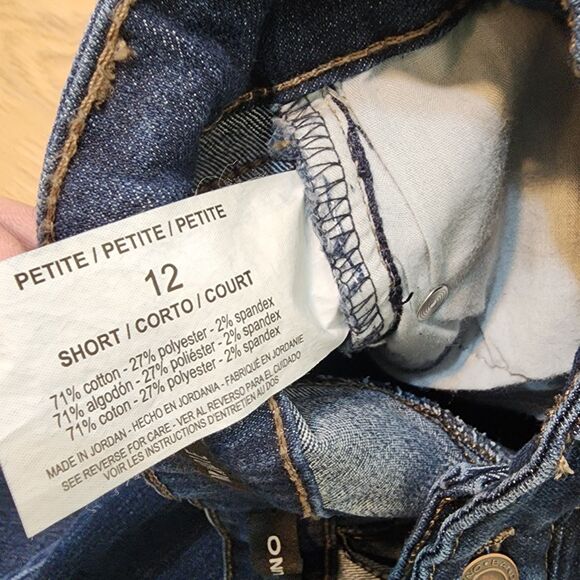 PETITE / PETITE / PETITE
12
SHORT / CORTO / COURT
71% cotton - 27% polyester - 2% spandex
71% algodón - 27% poliéster - 2% spandex
71% coton - 27% polyester - 2% spandex
MADE IN JORDAN - HECHO EN JORDANIA - FABRIQUÉ EN JORDANIE
SEE REVERSE FOR CARE - VER AL REVERSO PARA EL CUIDADO
VOIR LES INSTRUCTIONS D'ENTRETIEN AU DOS